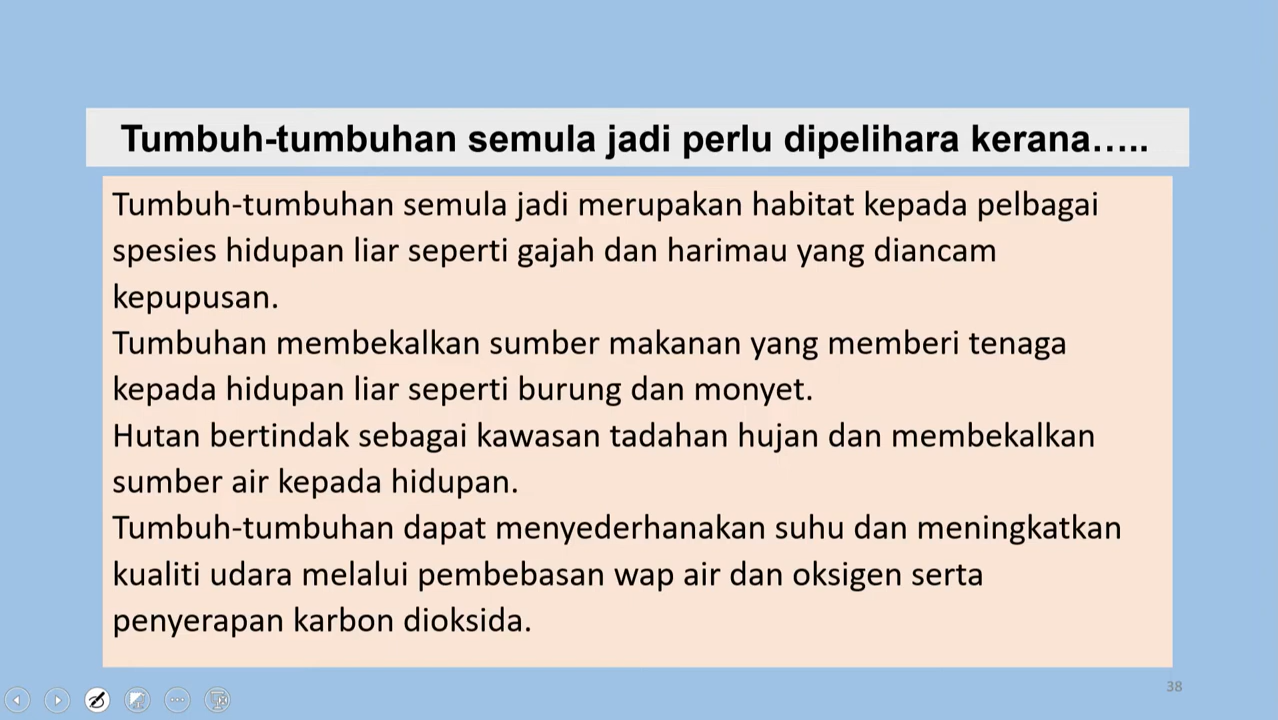 Tumbuh-tumbuhan semula jadi perlu dipelihara kerana…..
Tumbuh-tumbuhan semula jadi merupakan habitat kepada pelbagai
spesies hidupan liar seperti gajah dan harimau yang diancam
kepupusan.
Tumbuhan membekalkan sumber makanan yang memberi tenaga
kepada hidupan liar seperti burung dan monyet.
Hutan bertindak sebagai kawasan tadahan hujan dan membekalkan
sumber air kepada hidupan.
Tumbuh-tumbuhan dapat menyederhanakan suhu dan meningkatkan
kualiti udara melalui pembebasan wap air dan oksigen serta
penyerapan karbon dioksida.
38